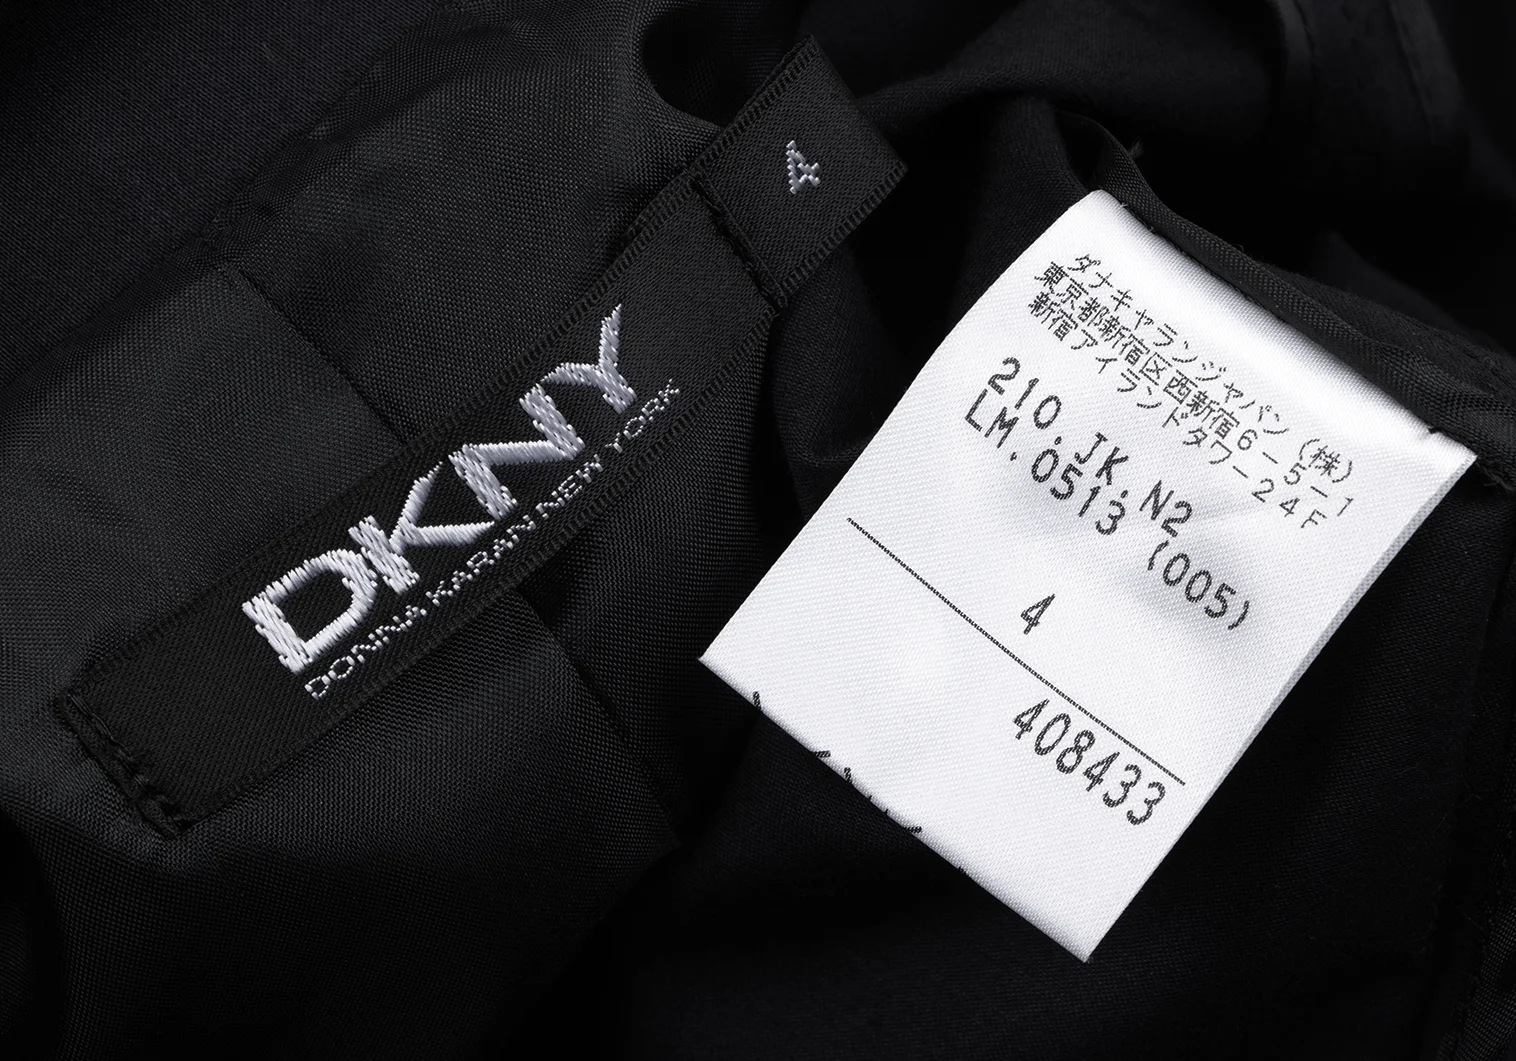 4
DKNY
DONNA KARAN NEW YORK
ダナキャランジャパン(株)
東京都新宿区西新宿6-5-1
新宿アイランドタワー24F
210.JK.N2
LM.0513 (005)
4
408433